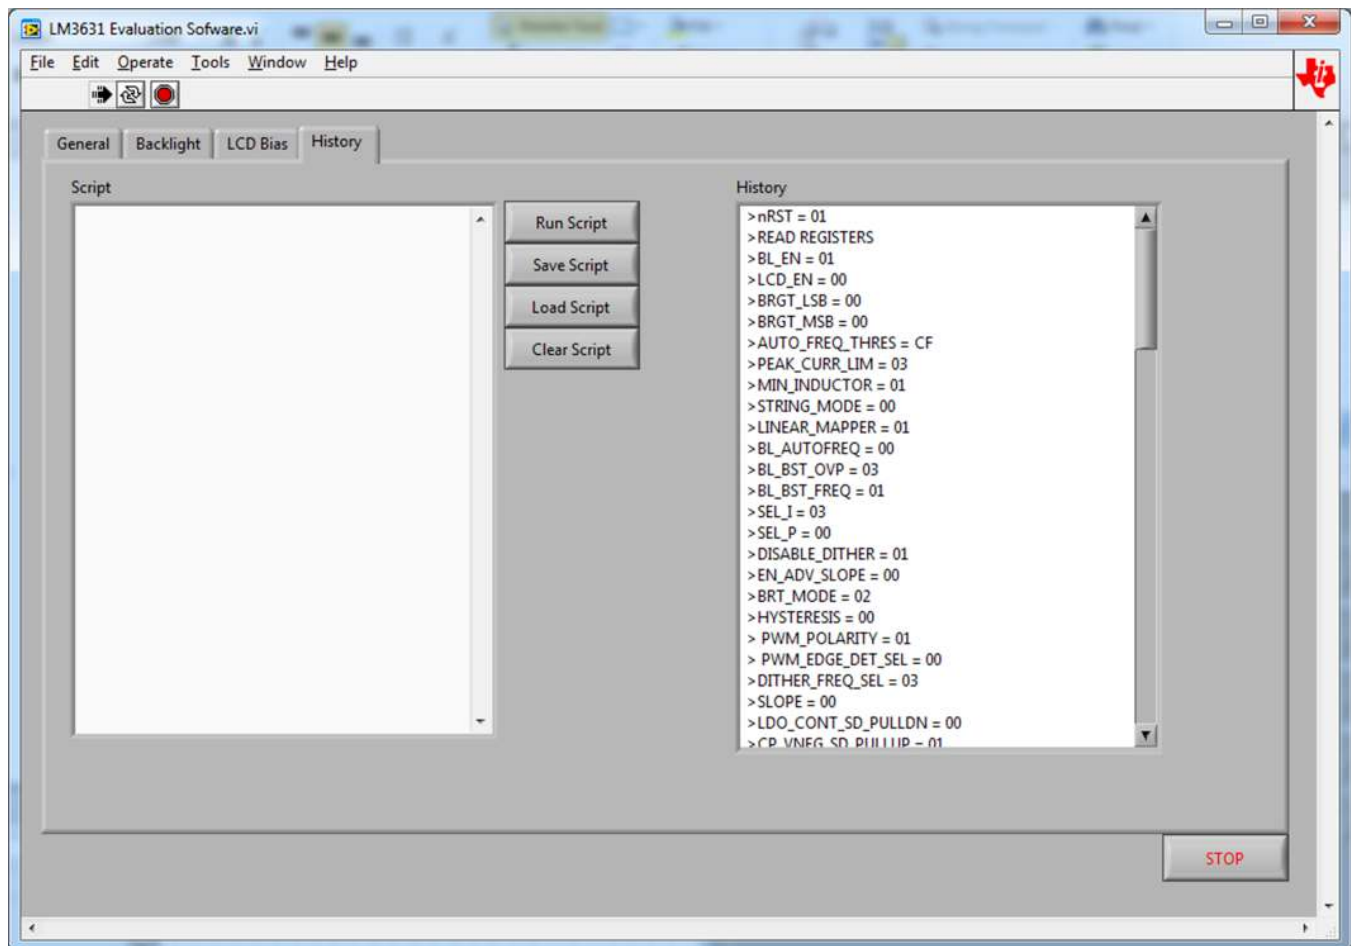 LM3631 Evaluation Sofware.vi
File Edit Operate Tools Window Help
General Backlight LCD Bias History
Script
Run Script
Save Script
Load Script
Clear Script
History
>nRST = 01
>READ REGISTERS
>BL_EN = 01
>LCD_EN = 00
>BRGT_LSB = 00
>BRGT_MSB = 00
>AUTO_FREQ_THRES = CF
>PEAK_CURR_LIM = 03
>MIN_INDUCTOR = 01
>STRING_MODE = 00
>LINEAR_MAPPER = 01
>BL_AUTOFREQ = 00
>BL_BST_OVP = 03
>BL_BST_FREQ = 01
>SEL_I = 03
>SEL_P = 00
>DISABLE_DITHER = 01
>EN_ADV_SLOPE = 00
>BRT_MODE = 02
>HYSTERESIS = 00
> PWM_POLARITY = 01
> PWM_EDGE_DET_SEL = 00
>DITHER_FREQ_SEL = 03
>SLOPE = 00
>LDO_CONT_SD_PULLDN = 00
>CP_VNEG_SD_PULLUP = 01
STOP